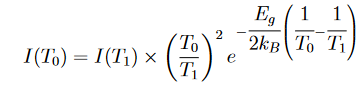 I(T₀) = I(T₁) × (T₀/T₁)² e^{−(E_g/2k_B)(1/T₀ − 1/T₁)}